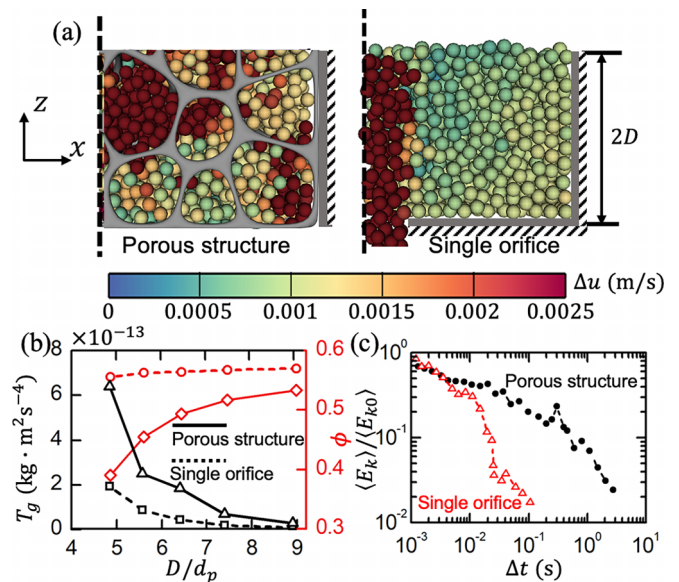 (a)
z
x
2D
Porous structure
Single orifice
Δu (m/s)
0 0.0005 0.001 0.0015 0.002 0.0025
(b)
×10⁻¹³
T_g (kg · m²s⁻⁴)
8
6
4
2
0
0.6
0.5
0.4
0.3
ϕ
Porous structure
Single orifice
4 5 6 7 8 9
D/d_p
(c)
⟨E_k⟩/⟨E_k0⟩
10⁰
10⁻¹
10⁻²
Porous structure
Single orifice
10⁻³ 10⁻² 10⁻¹ 10⁰ 10¹
Δt (s)